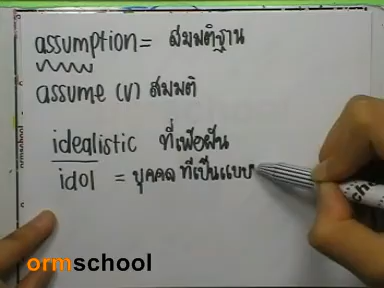 assumption = สมมติฐาน
assume (v) สมมติ
idealistic ที่เพ้อฝัน
idol = บุคคล ที่เป็นแบบ
ormschool